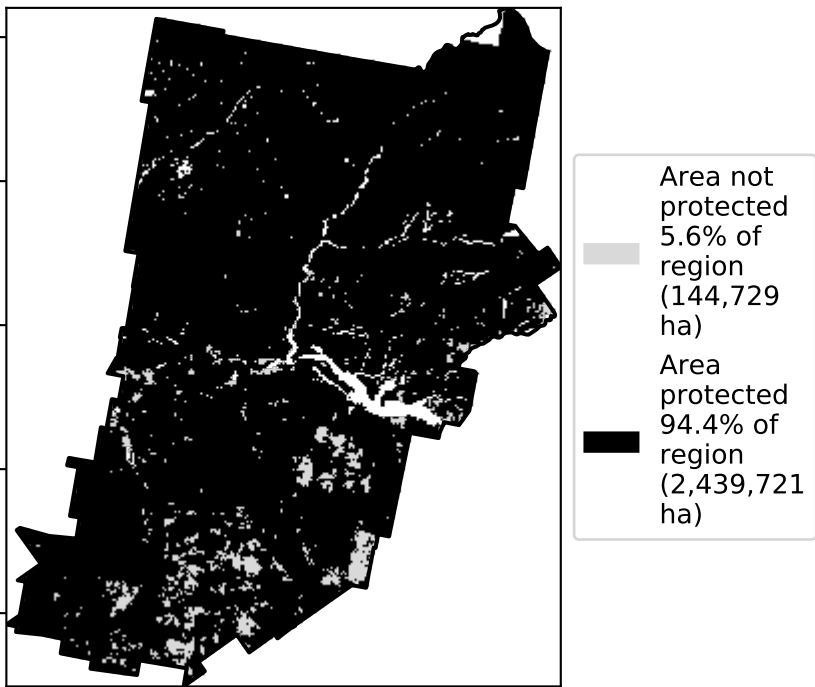 Area not
protected
5.6% of
region
(144,729
ha)
Area
protected
94.4% of
region
(2,439,721
ha)